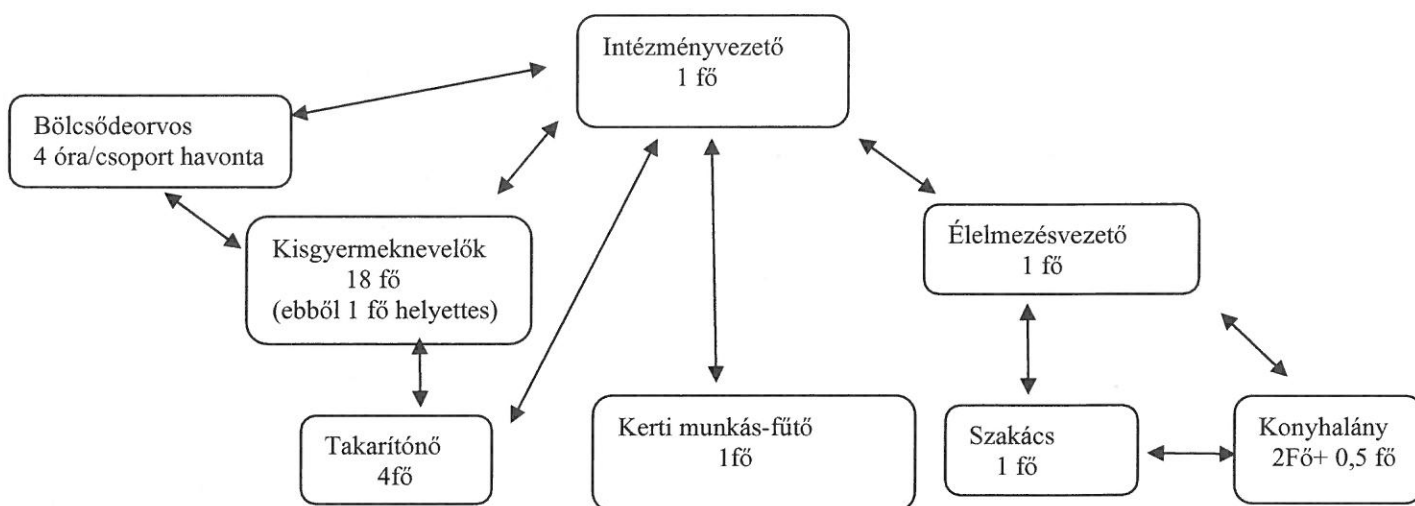 Intézményvezető
1 fő
Bölcsődeorvos
4 óra/csoport havonta
Kisgyermeknevelők
18 fő
(ebből 1 fő helyettes)
Élelmezésvezető
1 fő
Takarítónő
4fő
Kerti munkás-fűtő
1fő
Szakács
1 fő
Konyhalány
2Fő+ 0,5 fő